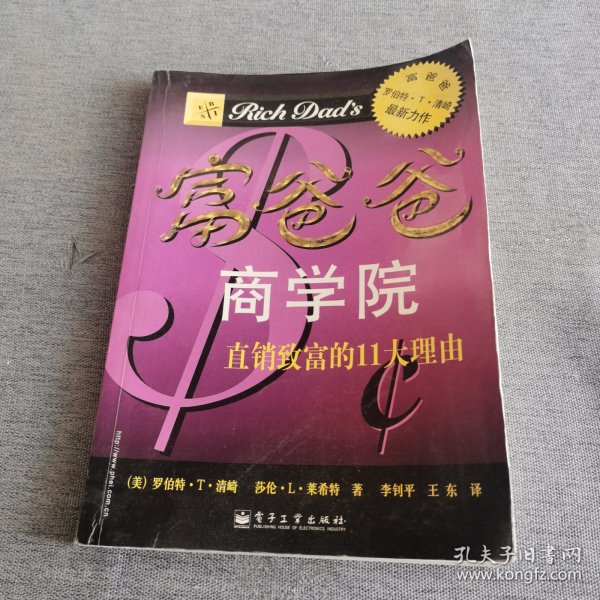 富爸爸
罗伯特·T·清崎
最新力作
E B
S I
Rich Dad's
富爸爸
商学院
直销致富的11大理由
http://www.phei.com.cn
(美) 罗伯特·T·清崎 莎伦·L·莱希特 著 李钊平 王东 译
电子工业出版社
PUBLISHING HOUSE OF ELECTRONICS INDUSTRY
孔夫子旧书网
www.kongfz.com